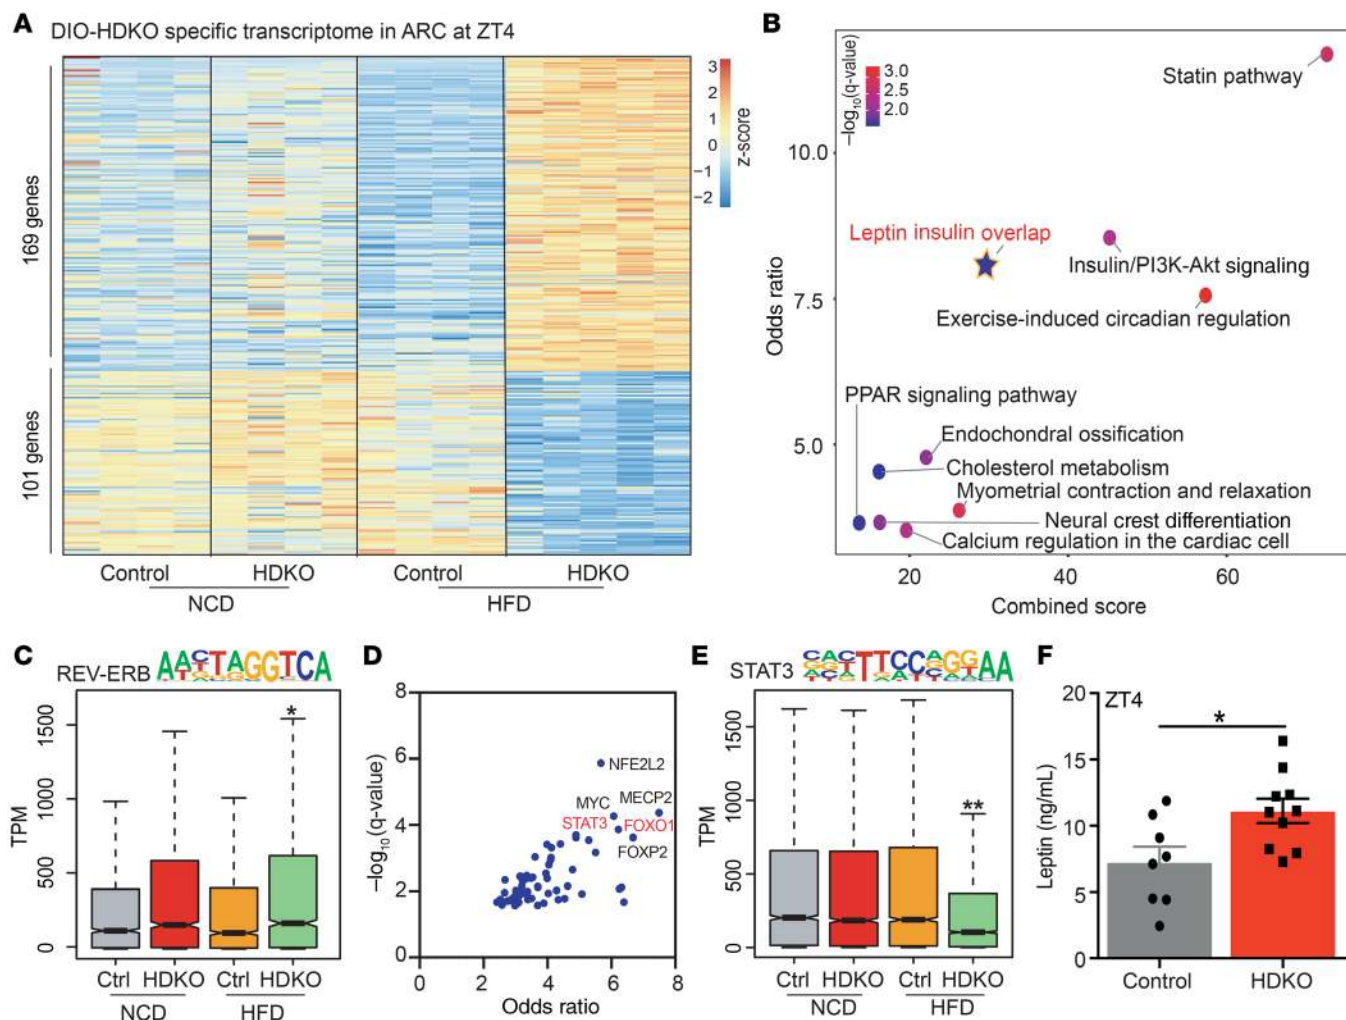 A DIO-HDKO specific transcriptome in ARC at ZT4
169 genes
101 genes
3
2
1
0
−1
−2
z-score
Control
HDKO
Control
HDKO
NCD
HFD
B
−log10(q-value)
3.0
2.5
2.0
Statin pathway
Leptin insulin overlap
Insulin/PI3K-Akt signaling
Exercise-induced circadian regulation
PPAR signaling pathway
Endochondral ossification
Cholesterol metabolism
Myometrial contraction and relaxation
Neural crest differentiation
Calcium regulation in the cardiac cell
10.0
7.5
5.0
Odds ratio
20
40
60
Combined score
C
REV-ERB
TPM
1500
1000
500
0
*
Ctrl HDKO Ctrl HDKO
NCD
HFD
D
8
6
4
2
0
−log10(q-value)
NFE2L2
MYC
MECP2
STAT3
FOXO1
FOXP2
0 2 4 6 8
Odds ratio
E
STAT3
TPM
1500
1000
500
0
**
Ctrl HDKO Ctrl HDKO
NCD
HFD
F
ZT4
20
15
10
5
0
Leptin (ng/mL)
*
Control
HDKO